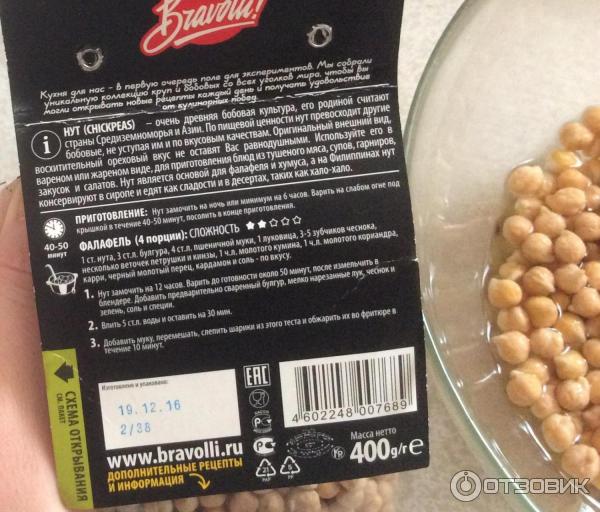 Bravolli!
Кухня для нас - в первую очередь поле для экспериментов. Мы собрали
уникальную коллекцию круп и бобовых со всех уголков мира, чтобы вы
могли открывать новые рецепты каждый день и получать удовольствие
от кулинарных побед.
НУТ (CHICKPEAS) – очень древняя бобовая культура, его родиной считают
страны Средиземноморья и Азии. По пищевой ценности нут превосходит другие
бобовые, не уступая им и по вкусовым качествам. Оригинальный внешний вид,
восхитительный ореховый вкус не оставят Вас равнодушными. Используйте его в
вареном или жареном виде, для приготовления блюд из тушеного мяса, супов, гарниров,
закусок и салатов. Нут является основой для фалафеля и хумуса, а на Филиппинах нут
консервируют в сиропе и едят как сладости и в десертах, таких как хало-хало.
ПРИГОТОВЛЕНИЕ: Нут замочить на ночь или минимум на 6 часов. Варить на слабом огне под
крышкой в течение 40-50 минут, посолить в конце приготовления.
40-50
минут
ФАЛАФЕЛЬ (4 порции): СЛОЖНОСТЬ
1 ст. нута, 3 ст.л. булгура, 4 ст.л. пшеничной муки, 1 луковица, 3-5 зубчиков чеснока,
несколько веточек петрушки и кинзы, 1 ч.л. молотого кумина, 1 ч.л. молотого кориандра,
карри, черный молотый перец, кардамон и соль - по вкусу.
1. Нут замочить на 12 часов. Варить до готовности около 50 минут, после измельчить в
блендере. Добавить предварительно сваренный булгур, мелко нарезанные лук, чеснок и
зелень, соль и специи.
2. Влить 5 ст.л. воды и оставить на 30 мин.
3. Добавить муку, перемешать, слепить шарики из этого теста и обжарить их во фритюре в
течение 10 минут.
СХЕМА ОТКРЫВАНИЯ
СМ. ПАКЕТ
Изготовлено и упаковано:
19.12.16
2/38
EAC
4 602248 007689
www.bravolli.ru
ДОПОЛНИТЕЛЬНЫЕ РЕЦЕПТЫ
И ИНФОРМАЦИЯ
Масса нетто
400g/г e
21
PAP
5
PP
ОТЗОВИК